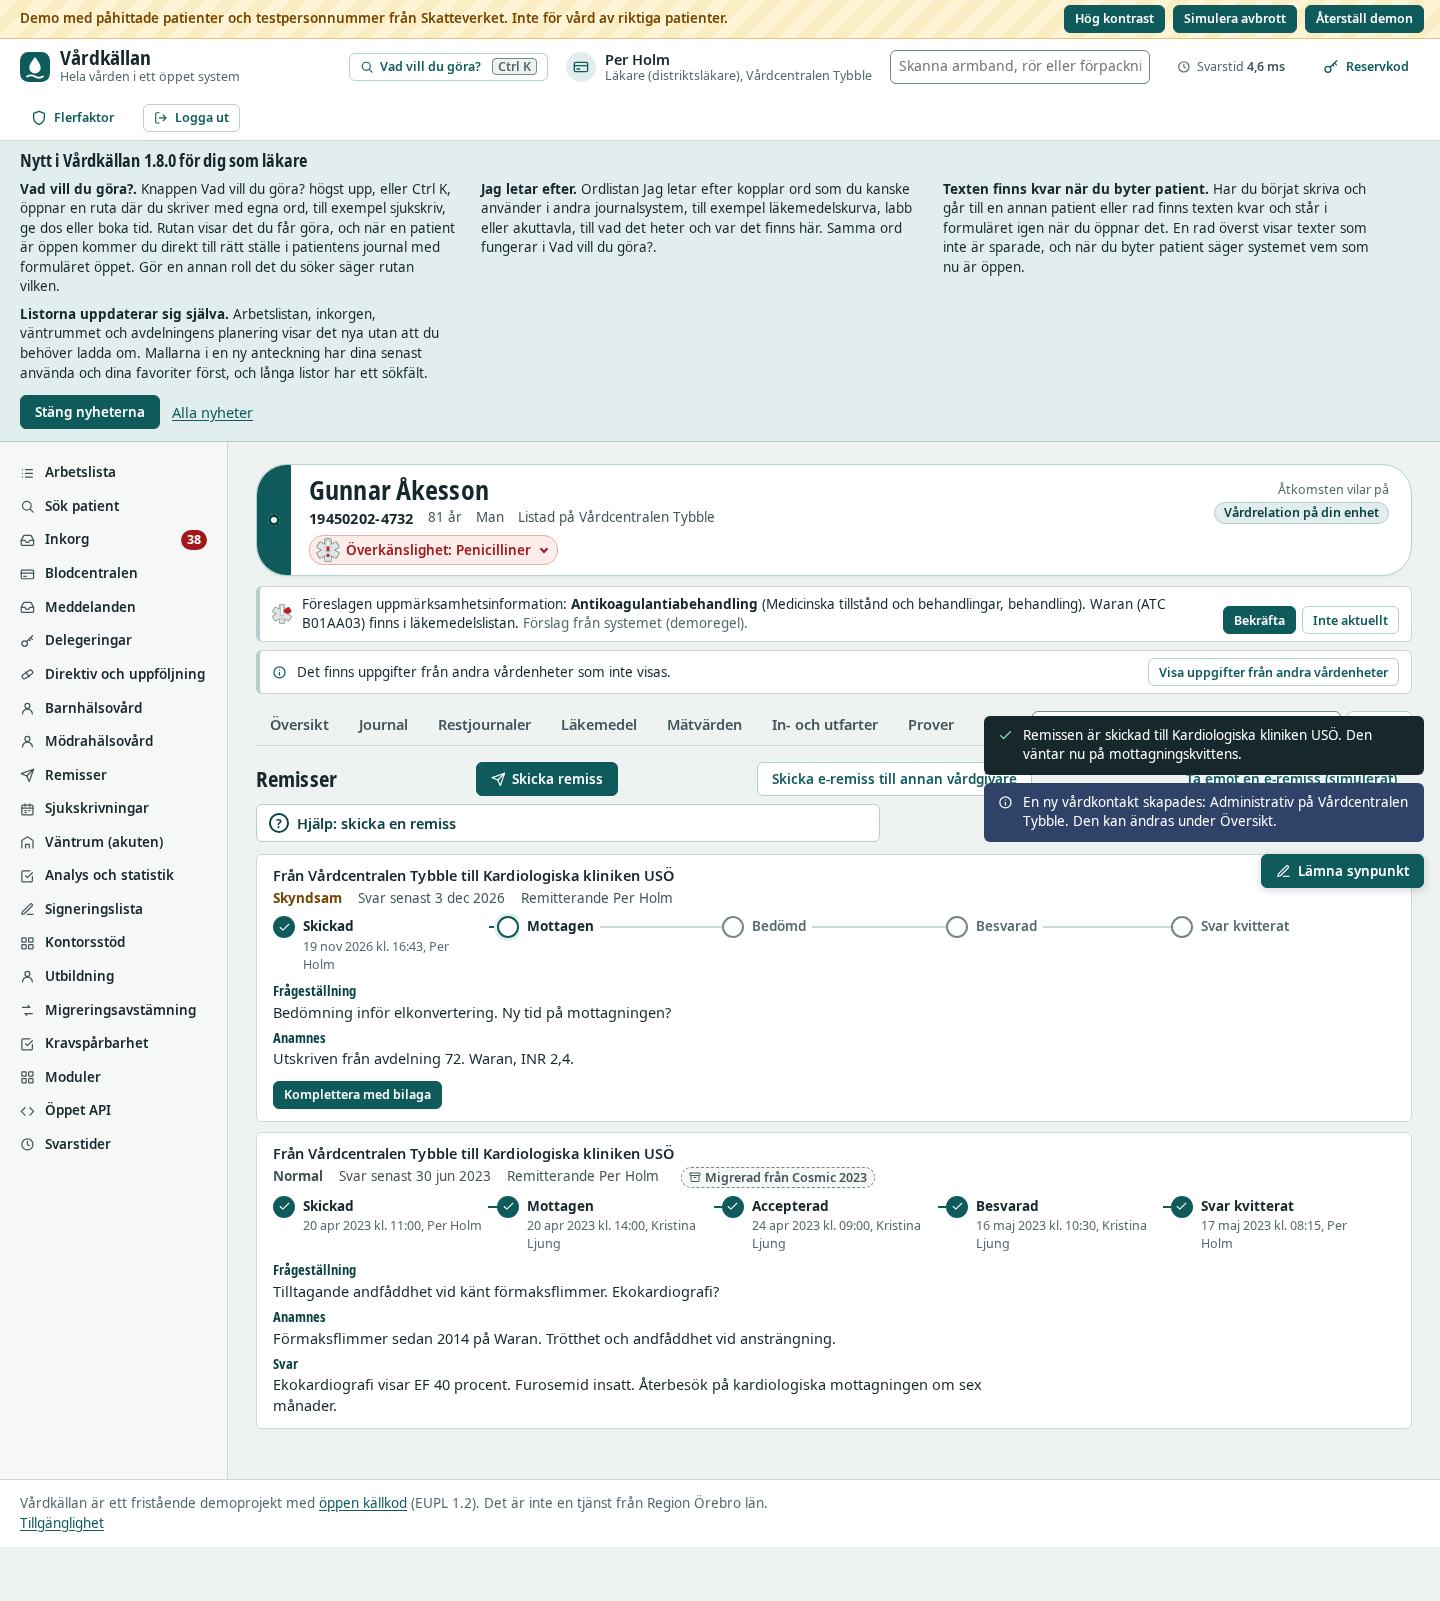 Demo med påhittade patienter och testpersonnummer från Skatteverket. Inte för vård av riktiga patienter.
Hög kontrast
Simulera avbrott
Återställ demon
Vårdkällan
Hela vården i ett öppet system
Vad vill du göra? Ctrl K
Per Holm
Läkare (distriktsläkare), Vårdcentralen Tybble
Skanna armband, rör eller förpackni
Svarstid 4,6 ms
Reservkod
Flerfaktor
Logga ut
Nytt i Vårdkällan 1.8.0 för dig som läkare
Vad vill du göra?. Knappen Vad vill du göra? högst upp, eller Ctrl K,
öppnar en ruta där du skriver med egna ord, till exempel sjukskriv,
ge dos eller boka tid. Rutan visar det du får göra, och när en patient
är öppen kommer du direkt till rätt ställe i patientens journal med
formuläret öppet. Gör en annan roll det du söker säger rutan
vilken.
Jag letar efter. Ordlistan Jag letar efter kopplar ord som du kanske
använder i andra journalsystem, till exempel läkemedelskurva, labb
eller akuttavla, till vad det heter och var det finns här. Samma ord
fungerar i Vad vill du göra?.
Texten finns kvar när du byter patient. Har du börjat skriva och
går till en annan patient eller rad finns texten kvar och står i
formuläret igen när du öppnar det. En rad överst visar texter som
inte är sparade, och när du byter patient säger systemet vem som
nu är öppen.
Listorna uppdaterar sig själva. Arbetslistan, inkorgen,
väntrummet och avdelningens planering visar det nya utan att du
behöver ladda om. Mallarna i en ny anteckning har dina senast
använda och dina favoriter först, och långa listor har ett sökfält.
Stäng nyheterna
Alla nyheter
Arbetslista
Sök patient
Inkorg 38
Blodcentralen
Meddelanden
Delegeringar
Direktiv och uppföljning
Barnhälsovård
Mödrahälsovård
Remisser
Sjukskrivningar
Väntrum (akuten)
Analys och statistik
Signeringslista
Kontorsstöd
Utbildning
Migreringsavstämning
Kravspårbarhet
Moduler
Öppet API
Svarstider
Gunnar Åkesson
19450202-4732 81 år Man Listad på Vårdcentralen Tybble
Överkänslighet: Penicilliner
Åtkomsten vilar på
Vårdrelation på din enhet
Föreslagen uppmärksamhetsinformation: Antikoagulantiabehandling (Medicinska tillstånd och behandlingar, behandling). Waran (ATC
B01AA03) finns i läkemedelslistan. Förslag från systemet (demoregel).
Bekräfta
Inte aktuellt
Det finns uppgifter från andra vårdenheter som inte visas.
Visa uppgifter från andra vårdenheter
Översikt
Journal
Restjournaler
Läkemedel
Mätvärden
In- och utfarter
Prover
Remissen är skickad till Kardiologiska kliniken USÖ. Den
väntar nu på mottagningskvittens.
Remisser
Skicka remiss
Skicka e-remiss till annan vårdgivare
Ta emot en e-remiss (simulerat)
En ny vårdkontakt skapades: Administrativ på Vårdcentralen
Tybble. Den kan ändras under Översikt.
? Hjälp: skicka en remiss
Lämna synpunkt
Från Vårdcentralen Tybble till Kardiologiska kliniken USÖ
Skyndsam Svar senast 3 dec 2026 Remitterande Per Holm
Skickad
19 nov 2026 kl. 16:43, Per
Holm
Mottagen
Bedömd
Besvarad
Svar kvitterat
Frågeställning
Bedömning inför elkonvertering. Ny tid på mottagningen?
Anamnes
Utskriven från avdelning 72. Waran, INR 2,4.
Komplettera med bilaga
Från Vårdcentralen Tybble till Kardiologiska kliniken USÖ
Normal Svar senast 30 jun 2023 Remitterande Per Holm Migrerad från Cosmic 2023
Skickad
20 apr 2023 kl. 11:00, Per Holm
Mottagen
20 apr 2023 kl. 14:00, Kristina
Ljung
Accepterad
24 apr 2023 kl. 09:00, Kristina
Ljung
Besvarad
16 maj 2023 kl. 10:30, Kristina
Ljung
Svar kvitterat
17 maj 2023 kl. 08:15, Per
Holm
Frågeställning
Tilltagande andfåddhet vid känt förmaksflimmer. Ekokardiografi?
Anamnes
Förmaksflimmer sedan 2014 på Waran. Trötthet och andfåddhet vid ansträngning.
Svar
Ekokardiografi visar EF 40 procent. Furosemid insatt. Återbesök på kardiologiska mottagningen om sex
månader.
Vårdkällan är ett fristående demoprojekt med öppen källkod (EUPL 1.2). Det är inte en tjänst från Region Örebro län.
Tillgänglighet